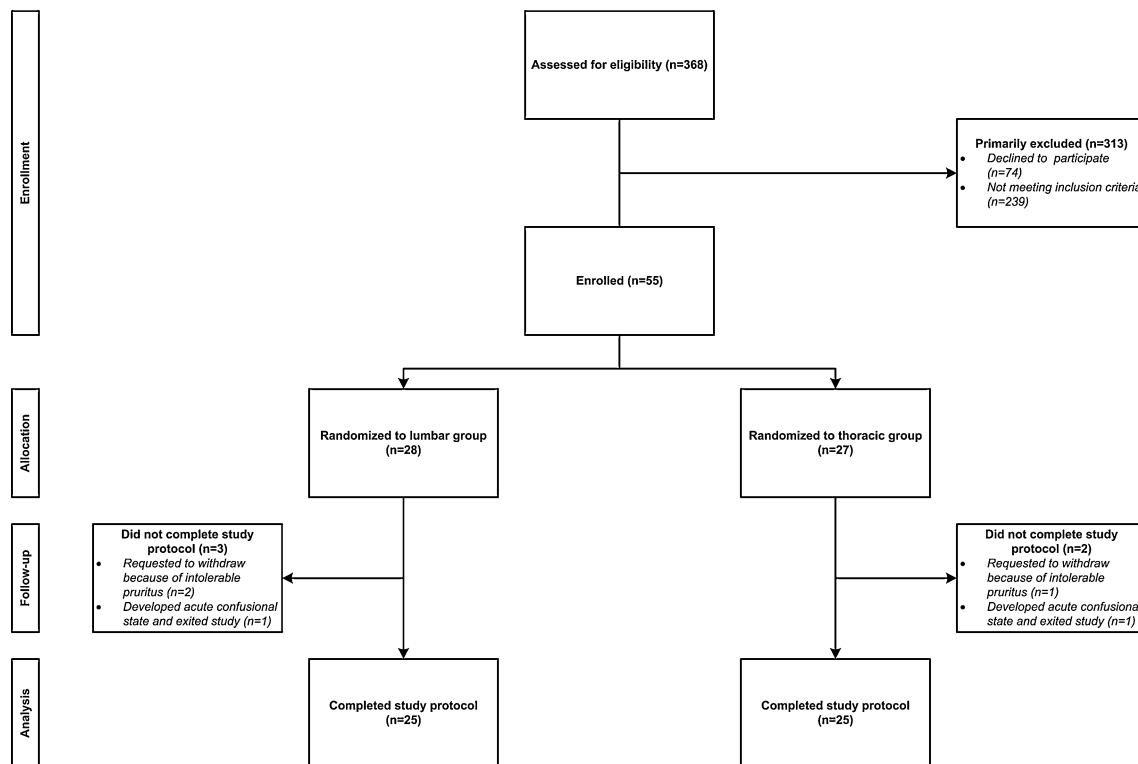 Enrollment
Assessed for eligibility (n=368)
Primarily excluded (n=313)
• Declined to participate
(n=74)
• Not meeting inclusion criteria
(n=239)
Enrolled (n=55)
Allocation
Randomized to lumbar group
(n=28)
Randomized to thoracic group
(n=27)
Follow-up
Did not complete study
protocol (n=3)
• Requested to withdraw
because of intolerable
pruritus (n=2)
• Developed acute confusional
state and exited study (n=1)
Did not complete study
protocol (n=2)
• Requested to withdraw
because of intolerable
pruritus (n=1)
• Developed acute confusional
state and exited study (n=1)
Analysis
Completed study protocol
(n=25)
Completed study protocol
(n=25)